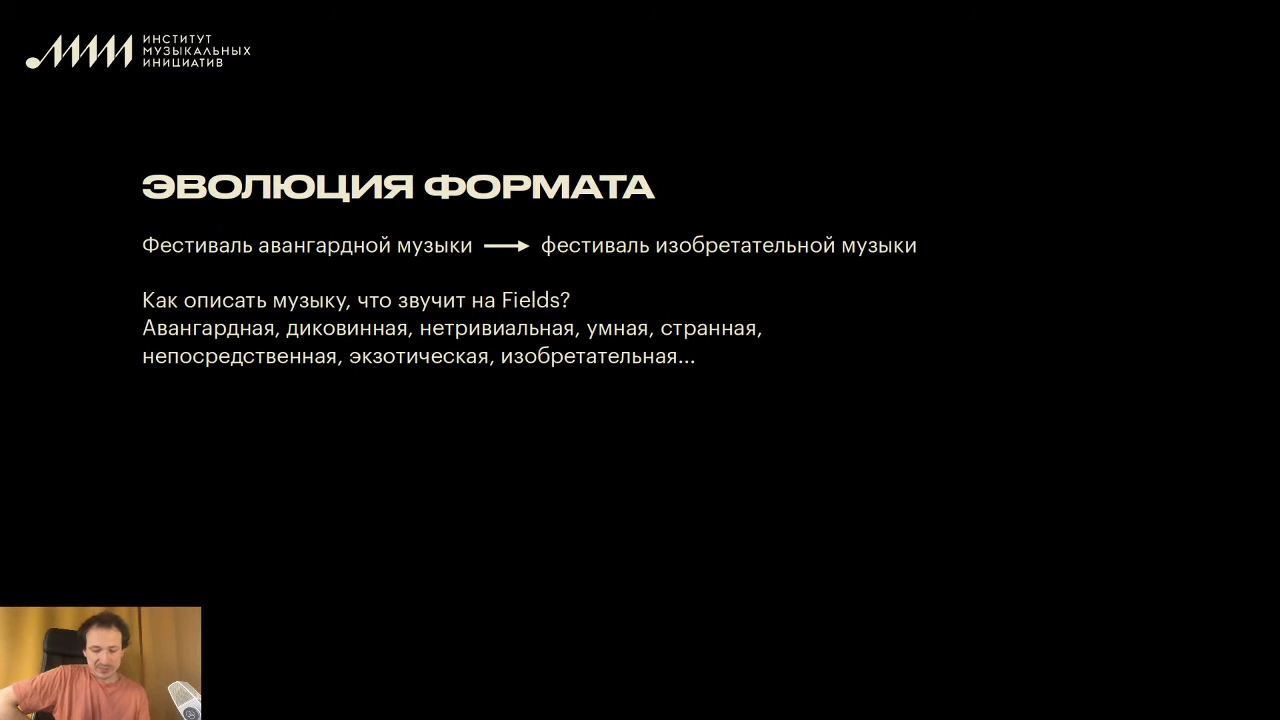 ИНСТИТУТ
МУЗЫКАЛЬНЫХ
ИНИЦИАТИВ
ЭВОЛЮЦИЯ ФОРМАТА
Фестиваль авангардной музыки → фестиваль изобретательной музыки
Как описать музыку, что звучит на Fields?
Авангардная, диковинная, нетривиальная, умная, странная,
непосредственная, экзотическая, изобретательная...